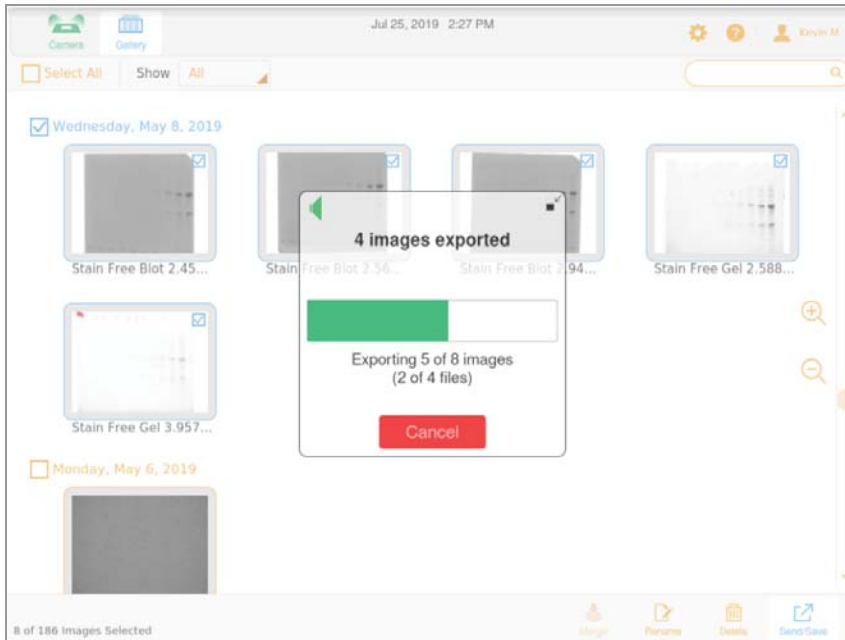 Jul 25, 2019 2:27 PM
Camera
Gallery
Kevin M
Select All
Show
All
Wednesday, May 8, 2019
4 images exported
Stain Free Blot 2.45...
Stain Free Blot 2.56...
Stain Free Blot 2.94...
Stain Free Gel 2.588...
Exporting 5 of 8 images
(2 of 4 files)
Cancel
Stain Free Gel 3.957...
Monday, May 6, 2019
8 of 186 Images Selected
Merge
Rename
Delete
Send/Save